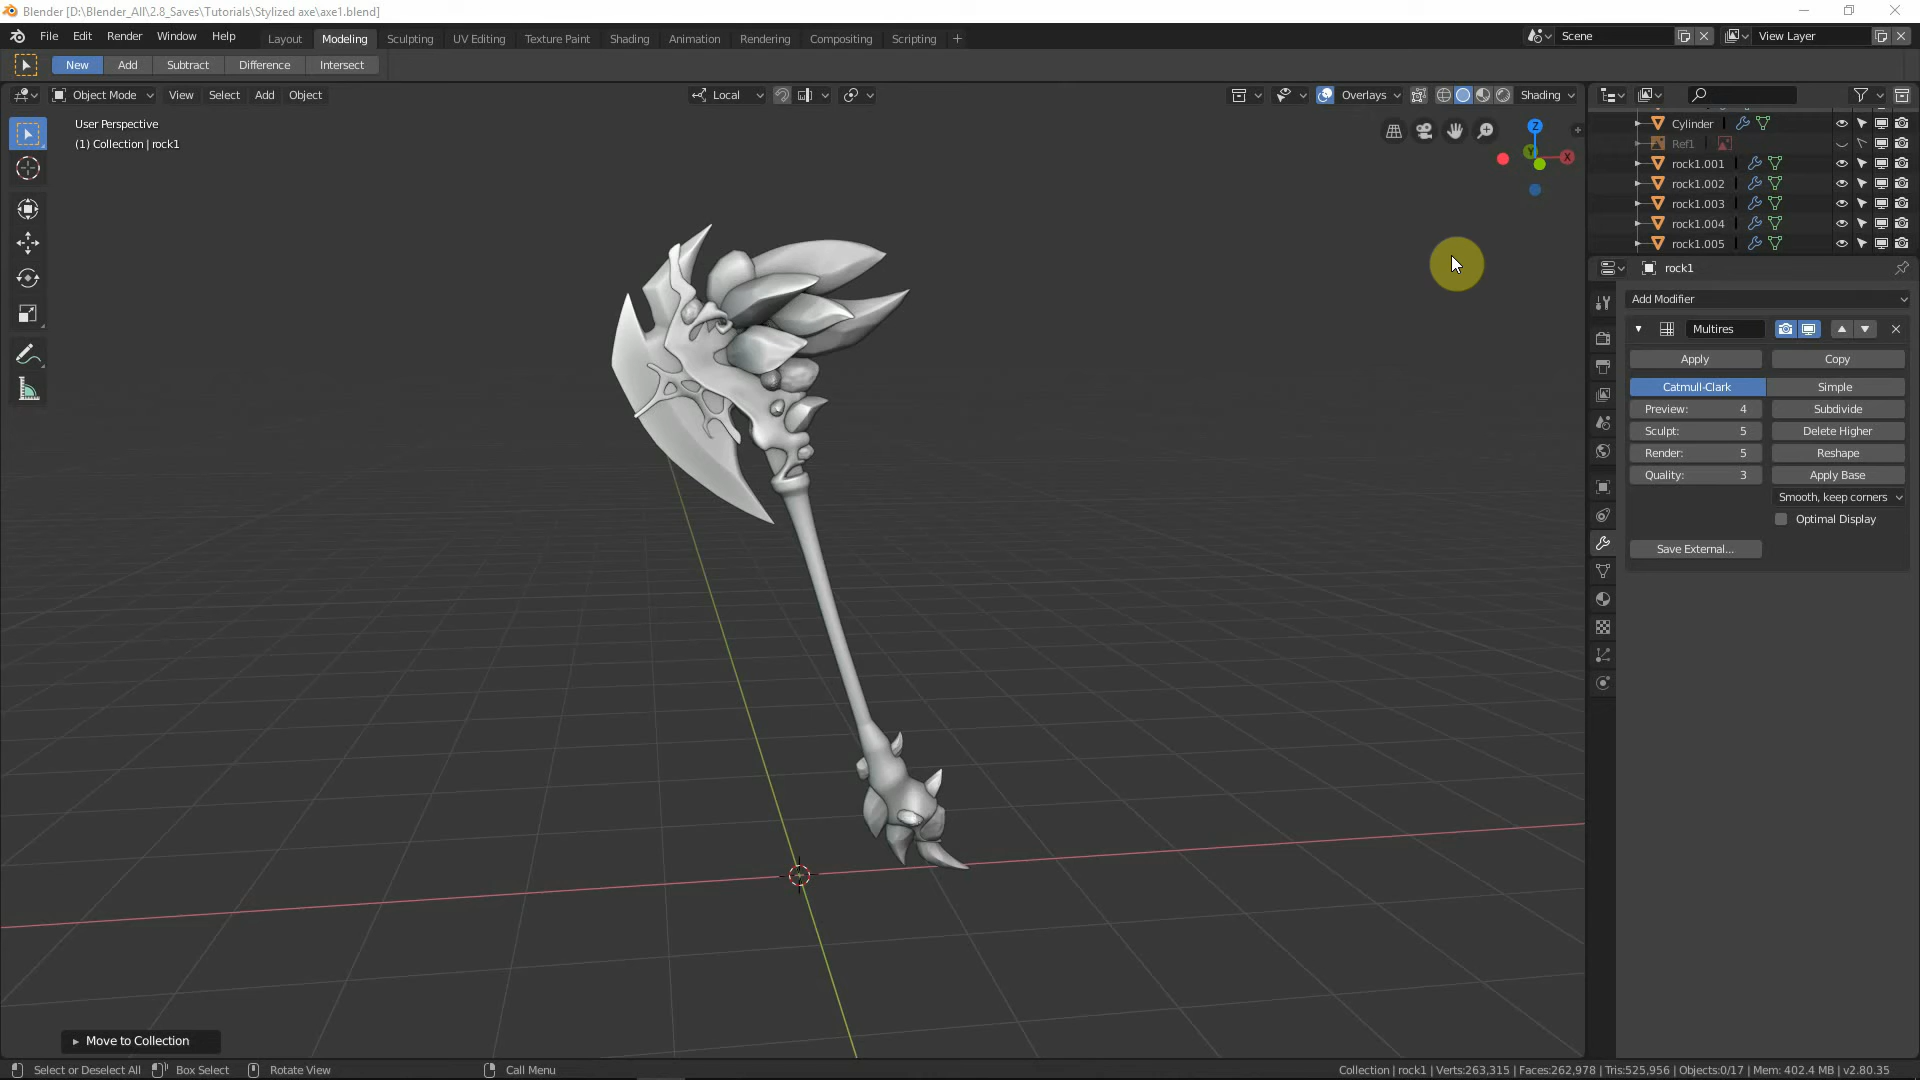 Blender [D:\Blender_All\2.8_Saves\Tutorials\Stylized axe\axe1.blend]
File Edit Render Window Help Layout Modeling Sculpting UV Editing Texture Paint Shading Animation Rendering Compositing Scripting + Scene View Layer
New Add Subtract Difference Intersect
Object Mode View Select Add Object Local Overlays Shading
User Perspective
(1) Collection | rock1
Z
Y
X
Cylinder
Ref1
rock1.001
rock1.002
rock1.003
rock1.004
rock1.005
rock1
Add Modifier
Multires
Apply Copy
Catmull-Clark Simple
Preview: 4 Subdivide
Sculpt: 5 Delete Higher
Render: 5 Reshape
Quality: 3 Apply Base
Smooth, keep corners
Optimal Display
Save External...
Move to Collection
Select or Deselect All Box Select Rotate View Call Menu Collection | rock1 | Verts:263,315 | Faces:262,978 | Tris:525,956 | Objects:0/17 | Mem: 402.4 MB | v2.80.35